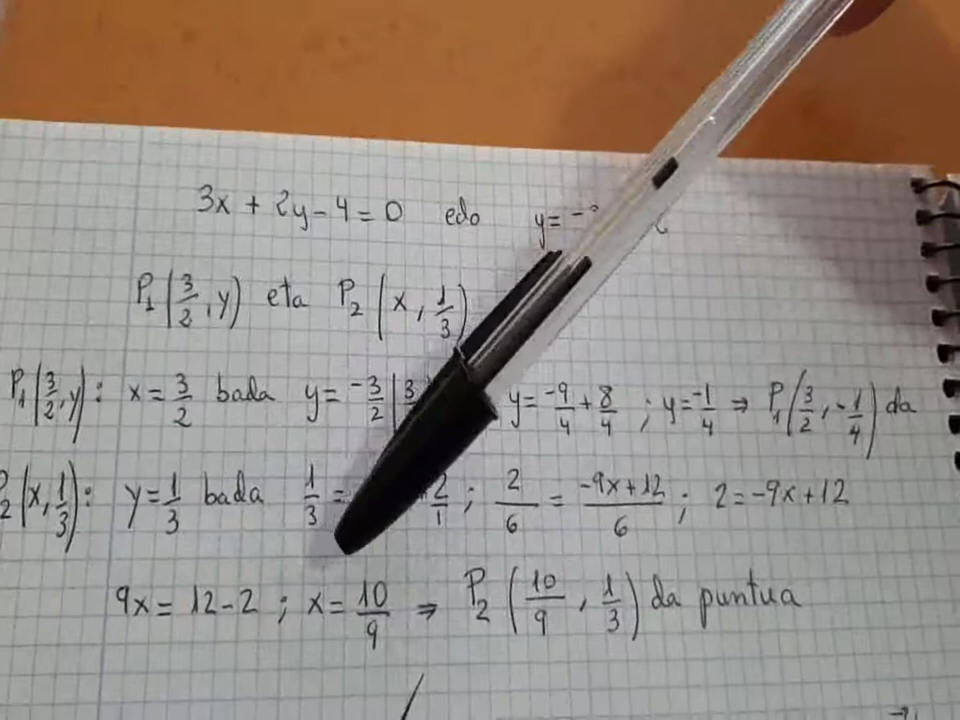 3x + 2y - 4 = 0 edo y = -
P₁(3/2, y) eta P₂(x, 1/3)
P₁(3/2, y): x = 3/2 bada y = -3/2(3 y = -9/4 + 8/4 ; y = -1/4 ⇒ P₁(3/2, -1/4) da
P₂(x, 1/3): y = 1/3 bada 1/3 = +2/1 ; 2/6 = (-9x + 12)/6 ; 2 = -9x + 12
9x = 12 - 2 ; x = 10/9 ⇒ P₂(10/9, 1/3) da puntua